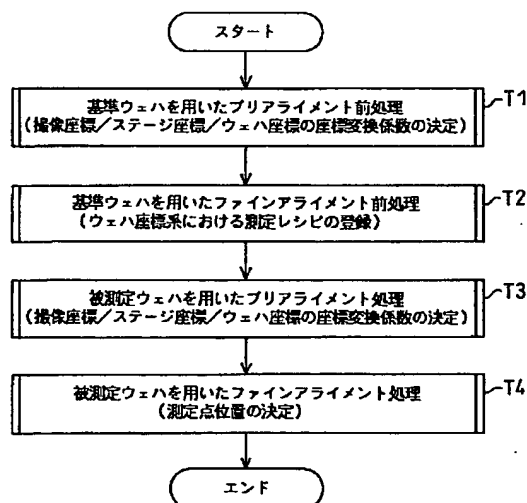 スタート
T1
基準ウェハを用いたプリアライメント前処理
(撮像座標/ステージ座標/ウェハ座標の座標変換係数の決定)
T2
基準ウェハを用いたファインアライメント前処理
(ウェハ座標系における測定レシピの登録)
T3
被測定ウェハを用いたプリアライメント処理
(撮像座標/ステージ座標/ウェハ座標の座標変換係数の決定)
T4
被測定ウェハを用いたファインアライメント処理
(測定点位置の決定)
エンド